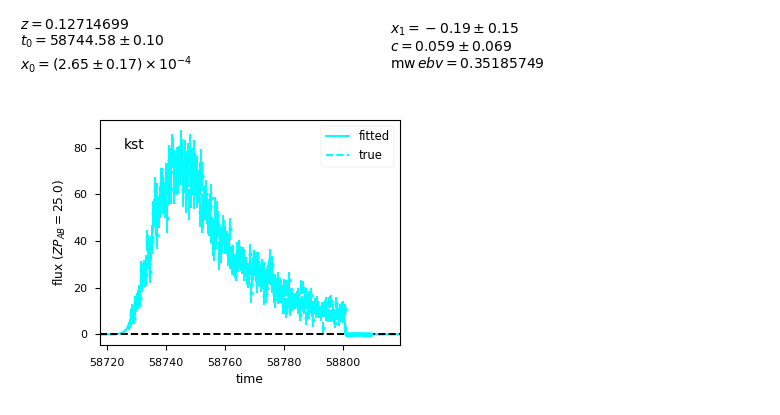 z = 0.12714699
t₀ = 58744.58 ± 0.10
x₀ = (2.65 ± 0.17) × 10⁻⁴
x₁ = −0.19 ± 0.15
c = 0.059 ± 0.069
mw ebv = 0.35185749
kst
fitted
true
flux (ZP_AB = 25.0)
80
60
40
20
0
58720 58740 58760 58780 58800
time